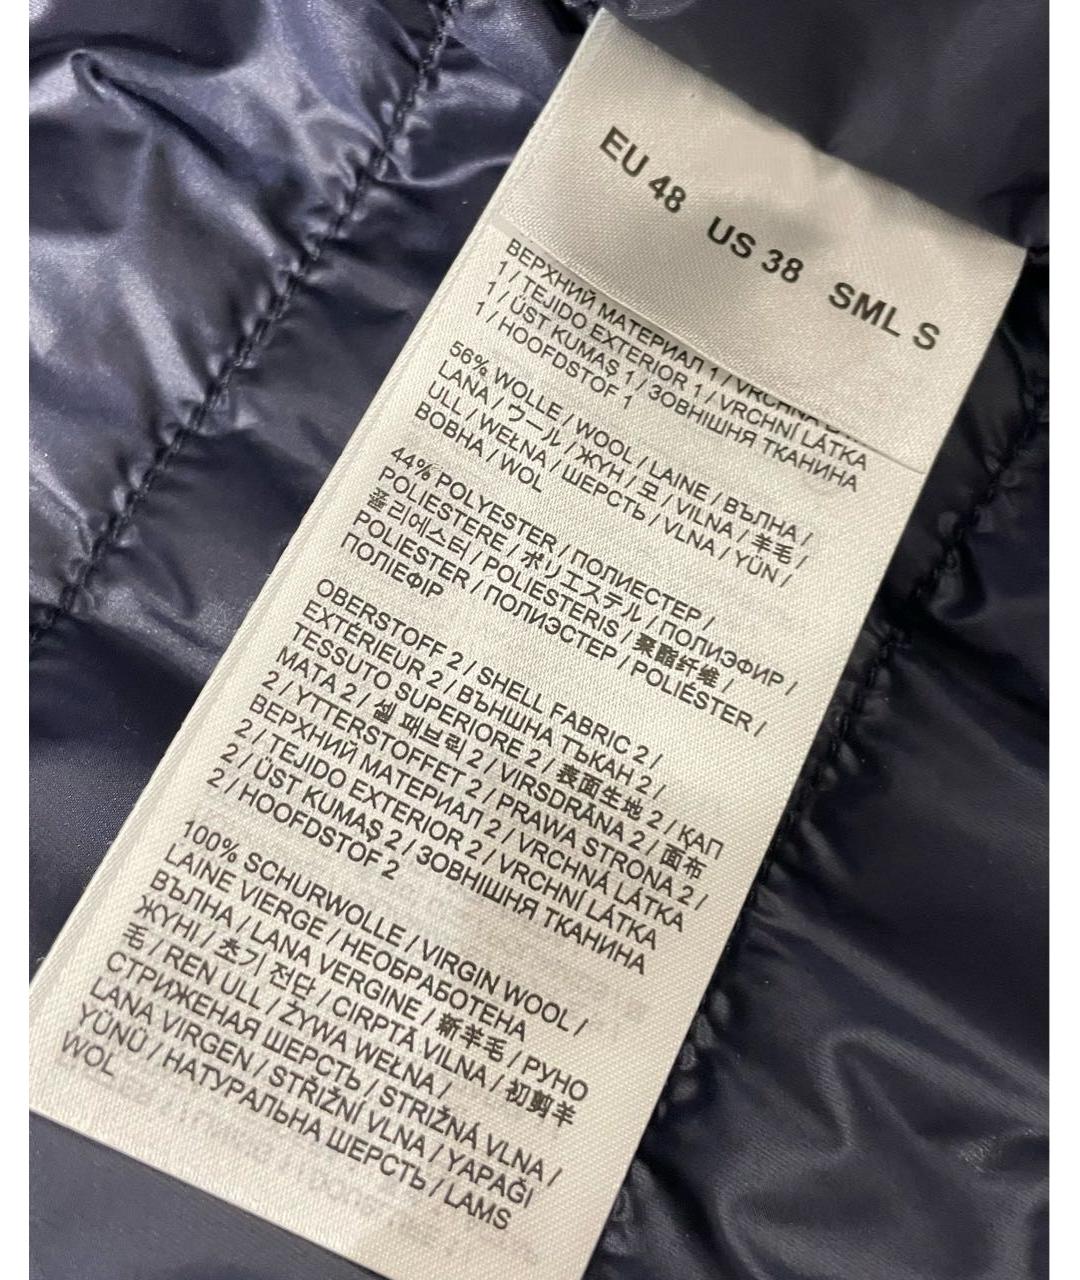 EU 48 US 38 SML S
ВЕРХНИЙ МАТЕРИАЛ 1 / VRCHNÁ
1 / TEJIDO EXTERIOR 1 / VRCHNÍ LÁTKA
1 / ÜST KUMAŞ 1 / ЗОВНІШНЯ ТКАНИНА
1 / HOOFDSTOF 1
56% WOLLE / WOOL / LAINE / ВЪЛНА /
LANA / ウール / ЖҮН / 모 / VILNA / 羊毛 /
ULL / WEŁNA / ШЕРСТЬ / VLNA / YÜN /
ВОВНА / WOL
44% POLYESTER / ПОЛИЕСТЕР /
POLIESTERE / ポリエステル / ПОЛИЭФИР /
폴리에스터 / POLIESTERIS / 聚酯纤维 /
POLIESTER / ПОЛИЭСТЕР / POLIÉSTER /
ПОЛІЕФІР
OBERSTOFF 2 / SHELL FABRIC 2 /
EXTÉRIEUR 2 / ВЪНШНА ТЪКАН 2 /
TESSUTO SUPERIORE 2 / 表面生地 2 / ҚАП
МАТА 2 / 셸 패브릭 2 / VIRSDRĀNA 2 / 面布
2 / YTTERSTOFFET 2 / PRAWA STRONA 2 /
ВЕРХНИЙ МАТЕРИАЛ 2 / VRCHNÁ LÁTKA
2 / TEJIDO EXTERIOR 2 / VRCHNÍ LÁTKA
2 / ÜST KUMAŞ 2 / ЗОВНІШНЯ ТКАНИНА
2 / HOOFDSTOF 2
100% SCHURWOLLE / VIRGIN WOOL /
LAINE VIERGE / НЕОБРАБОТЕНА
ВЪЛНА / LANA VERGINE / 新羊毛 / РУНО
ЖҮНІ / 초기 전단 / CIRPTĀ VILNA / 初剪羊
毛 / REN ULL / ŻYWA WEŁNA /
СТРИЖЕНАЯ ШЕРСТЬ / STRIŽNÁ VLNA /
LANA VIRGEN / STŘIŽNÍ VLNA / YAPAĞI
YÜNÜ / НАТУРАЛЬНА ШЕРСТЬ / LAMS
WOL